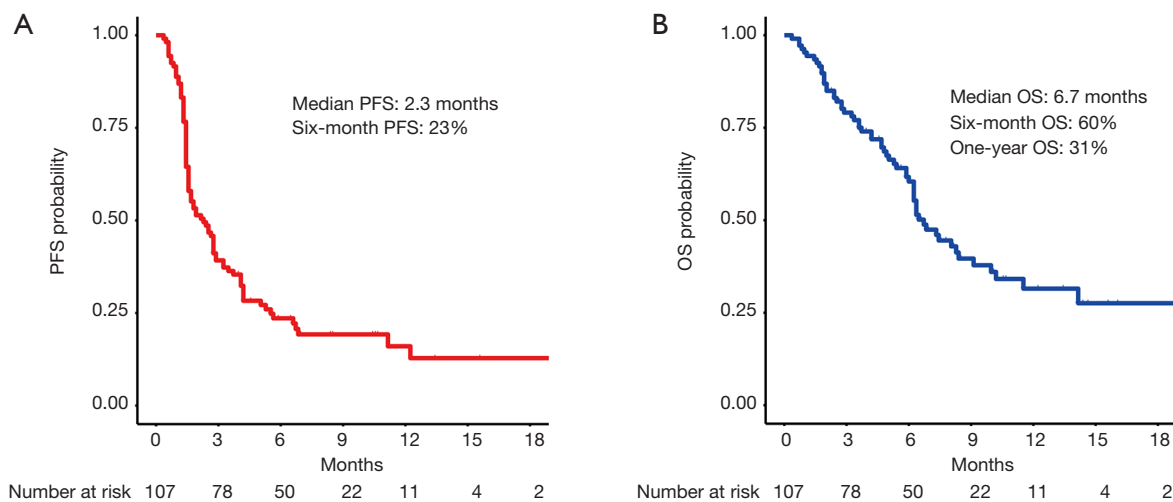 A
PFS probability
1.00
0.75
0.50
0.25
0.00
Median PFS: 2.3 months
Six-month PFS: 23%
0 3 6 9 12 15 18
Months
Number at risk 107 78 50 22 11 4 2
B
OS probability
1.00
0.75
0.50
0.25
0.00
Median OS: 6.7 months
Six-month OS: 60%
One-year OS: 31%
0 3 6 9 12 15 18
Months
Number at risk 107 78 50 22 11 4 2